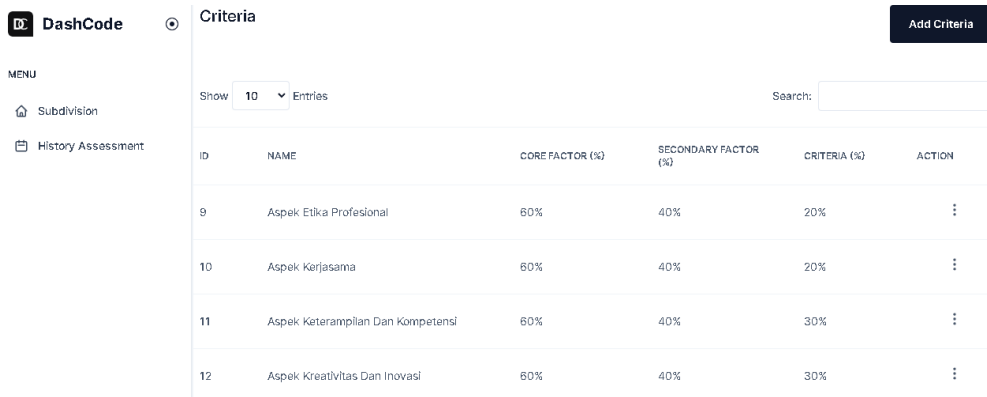 DC DashCode
Criteria
Add Criteria
MENU
Subdivision
History Assessment
Show 10 Entries
Search:
ID NAME CORE FACTOR (%) SECONDARY FACTOR (%) CRITERIA (%) ACTION
9 Aspek Etika Profesional 60% 40% 20%
10 Aspek Kerjasama 60% 40% 20%
11 Aspek Keterampilan Dan Kompetensi 60% 40% 30%
12 Aspek Kreativitas Dan Inovasi 60% 40% 30%